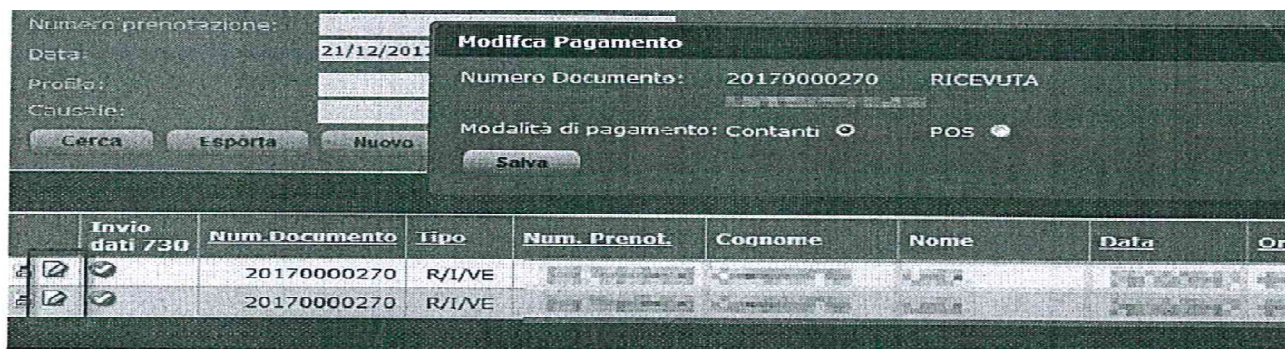 Numero prenotazione:
Data:
21/12/201
Profilo:
Causale:
Cerca
Esporta
Nuovo
Modifca Pagamento
Numero Documento: 20170000270 RICEVUTA
Modalità di pagamento: Contanti POS
Salva
Invio dati 730 Num.Documento Tipo Num. Prenot. Cognome Nome Data Or
20170000270 R/I/VE
20170000270 R/I/VE